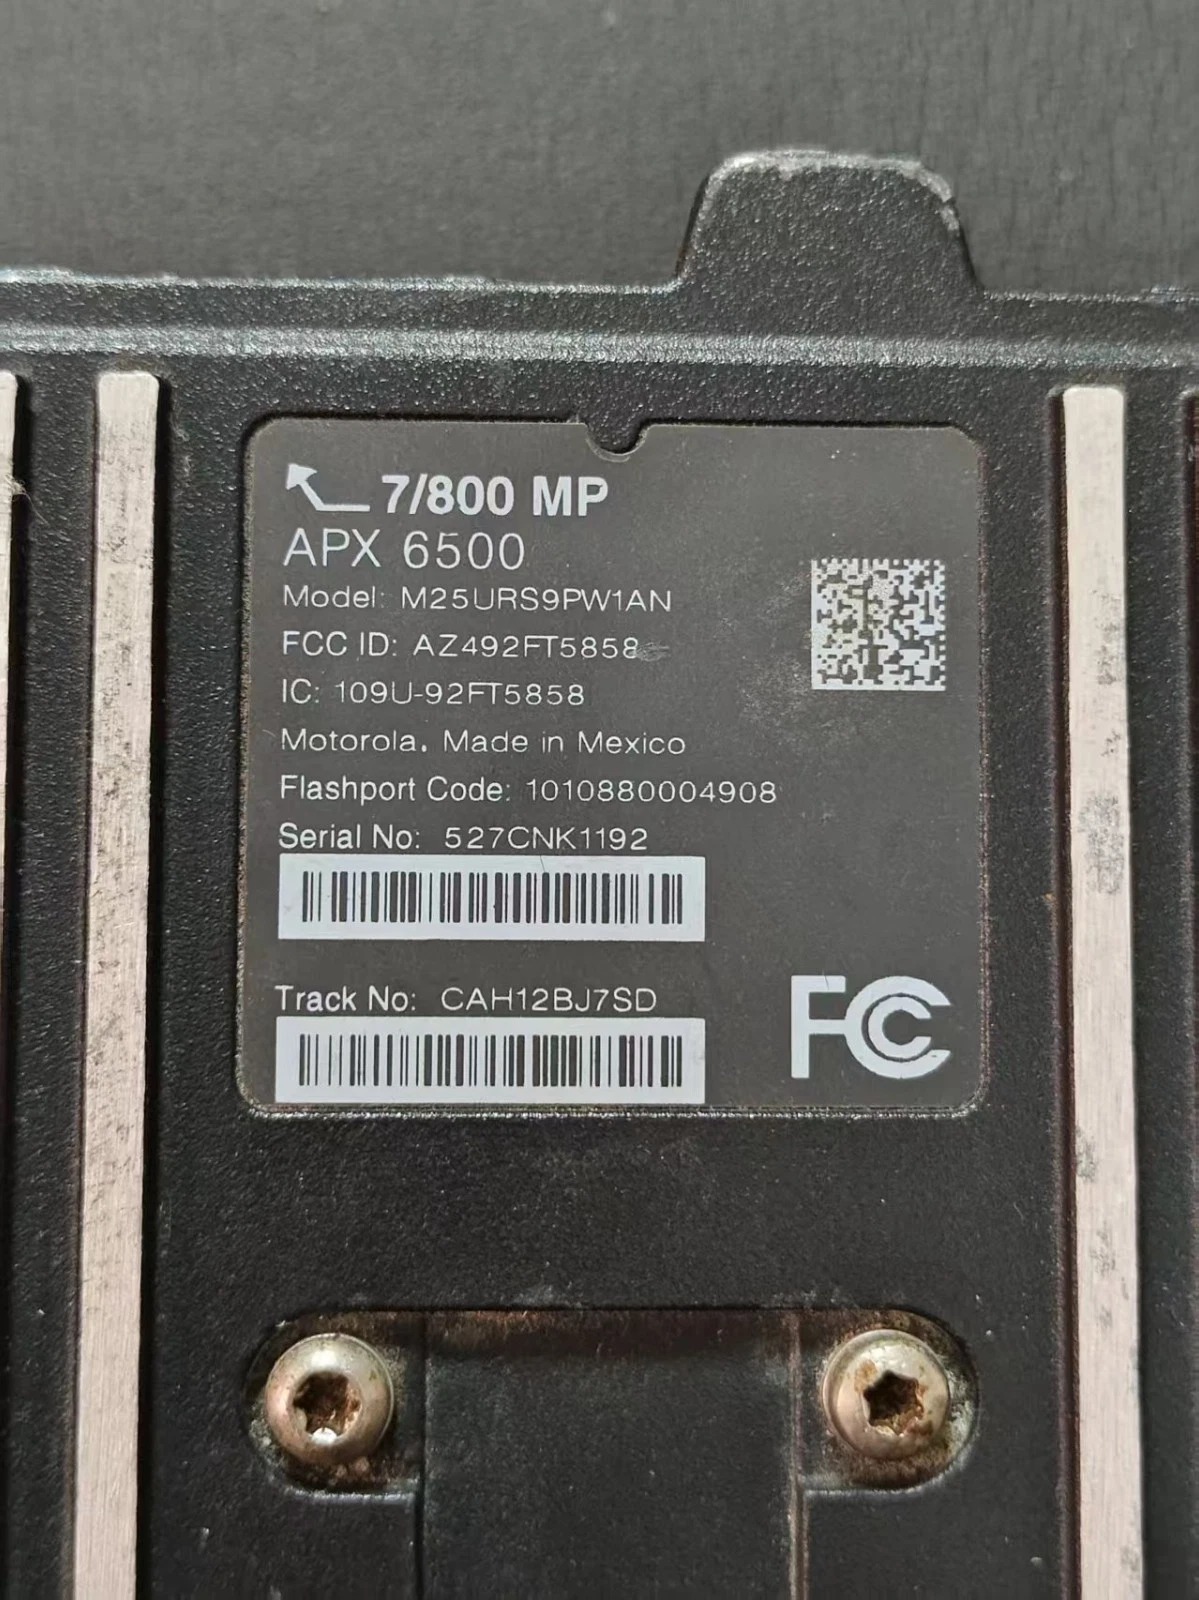 7/800 MP
APX 6500
Model: M25URS9PW1AN
FCC ID: AZ492FT5858
IC: 109U-92FT5858
Motorola. Made in Mexico
Flashport Code: 1010880004908
Serial No: 527CNK1192
Track No: CAH12BJ7SD
FC